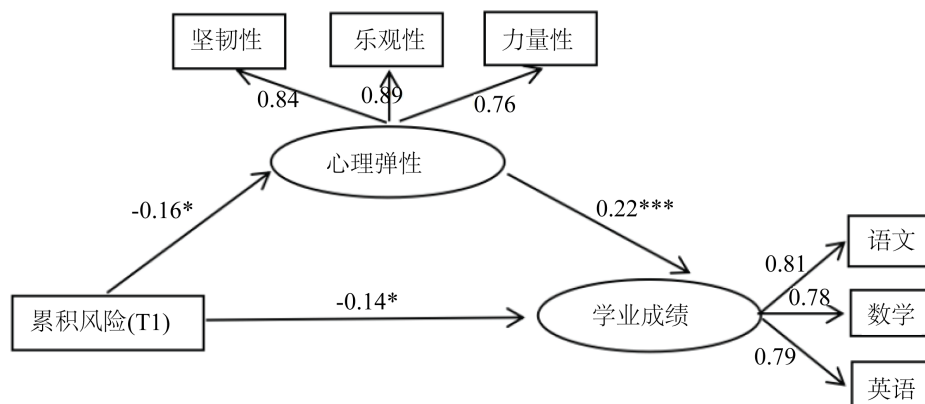 坚韧性
乐观性
力量性
0.84
0.89
0.76
心理弹性
-0.16*
0.22***
语文
0.81
累积风险(T1)
-0.14*
学业成绩
0.78
数学
0.79
英语